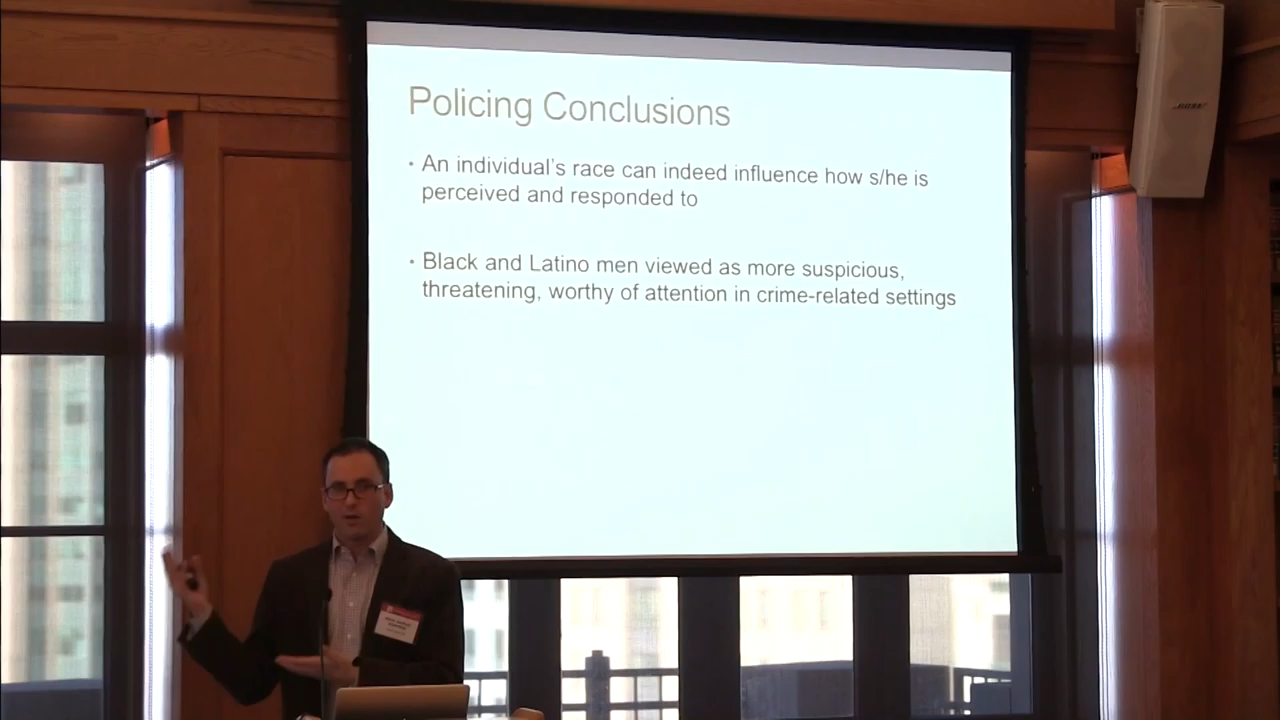 Policing Conclusions
• An individual's race can indeed influence how s/he is
perceived and responded to
• Black and Latino men viewed as more suspicious,
threatening, worthy of attention in crime-related settings
BOSE